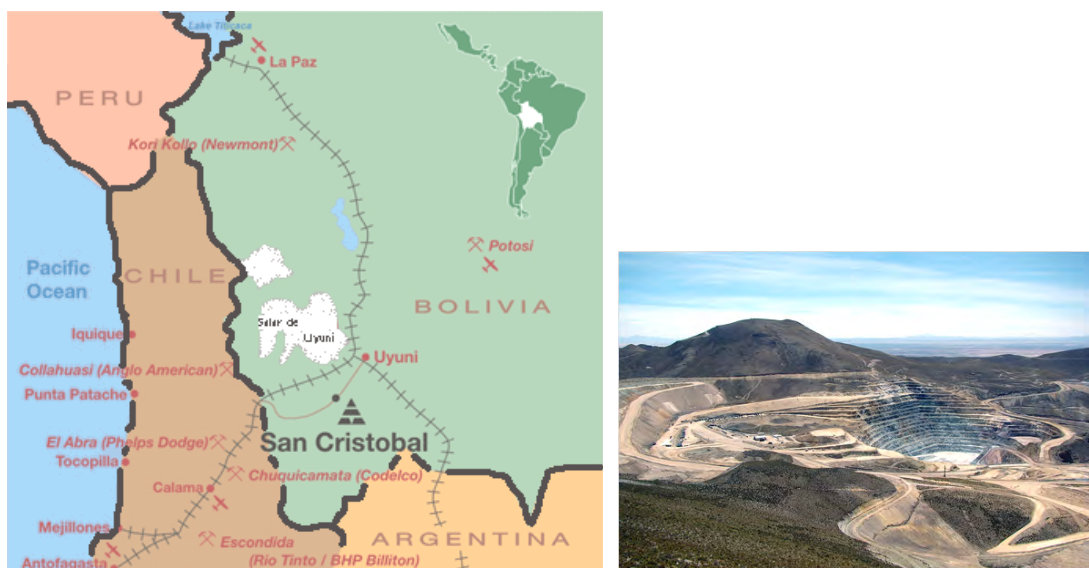 Lake Titicaca
La Paz
PERU
Kori Kollo (Newmont)
Potosi
Pacific
Ocean
CHILE
BOLIVIA
Salar de
Uyuni
Iquique
Uyuni
Collahuasi (Anglo American)
Punta Patache
San Cristobal
El Abra (Phelps Dodge)
Tocopilla
Chuquicamata (Codelco)
Calama
Mejillones
Escondida
(Rio Tinto / BHP Billiton)
ARGENTINA
Antofagasta